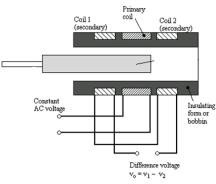 Primary
coil
Coil 1
(secondary)
Coil 2
(secondary)
Constant
AC voltage
Insulating
form or
bobbin
Difference voltage
v₀ = v₁ − v₂